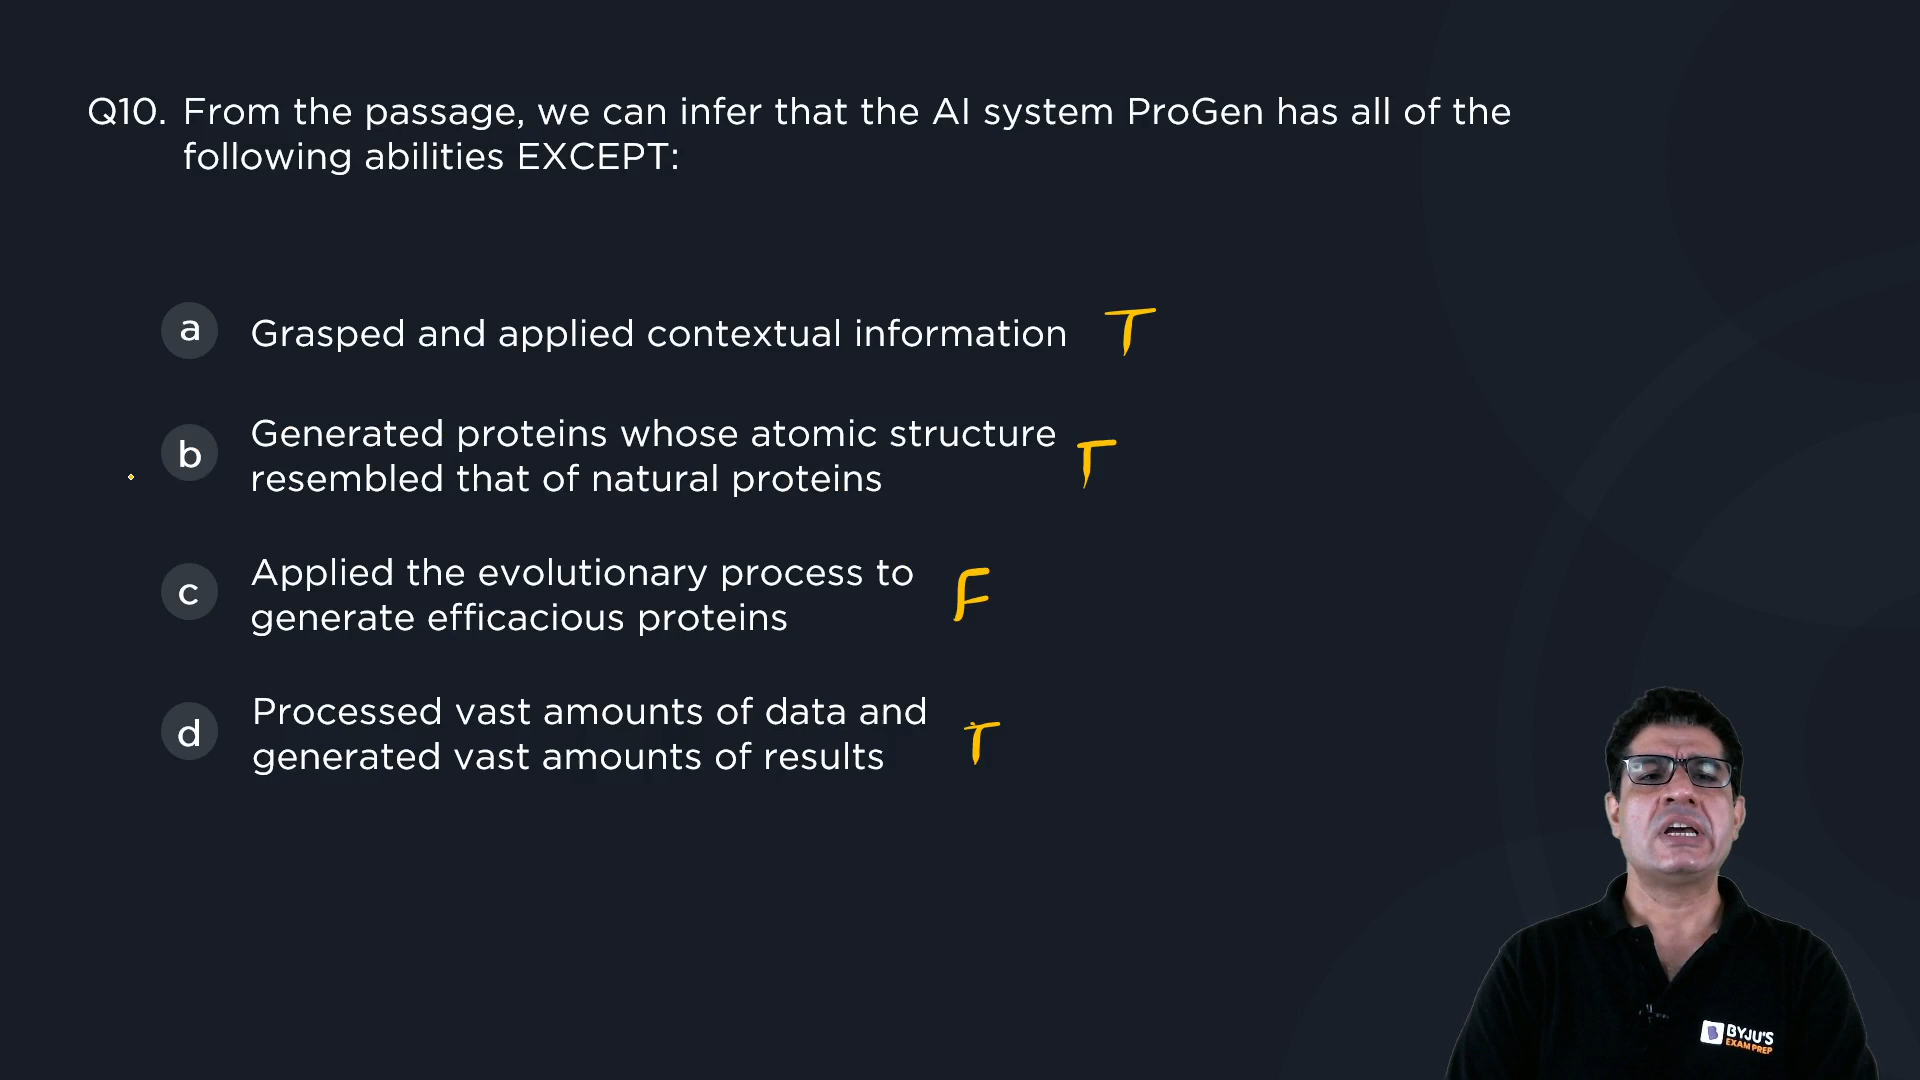 Q10. From the passage, we can infer that the AI system ProGen has all of the
following abilities EXCEPT:
a Grasped and applied contextual information T
b Generated proteins whose atomic structure
resembled that of natural proteins T
c Applied the evolutionary process to
generate efficacious proteins F
d Processed vast amounts of data and
generated vast amounts of results T
B BYJU'S
EXAM PREP